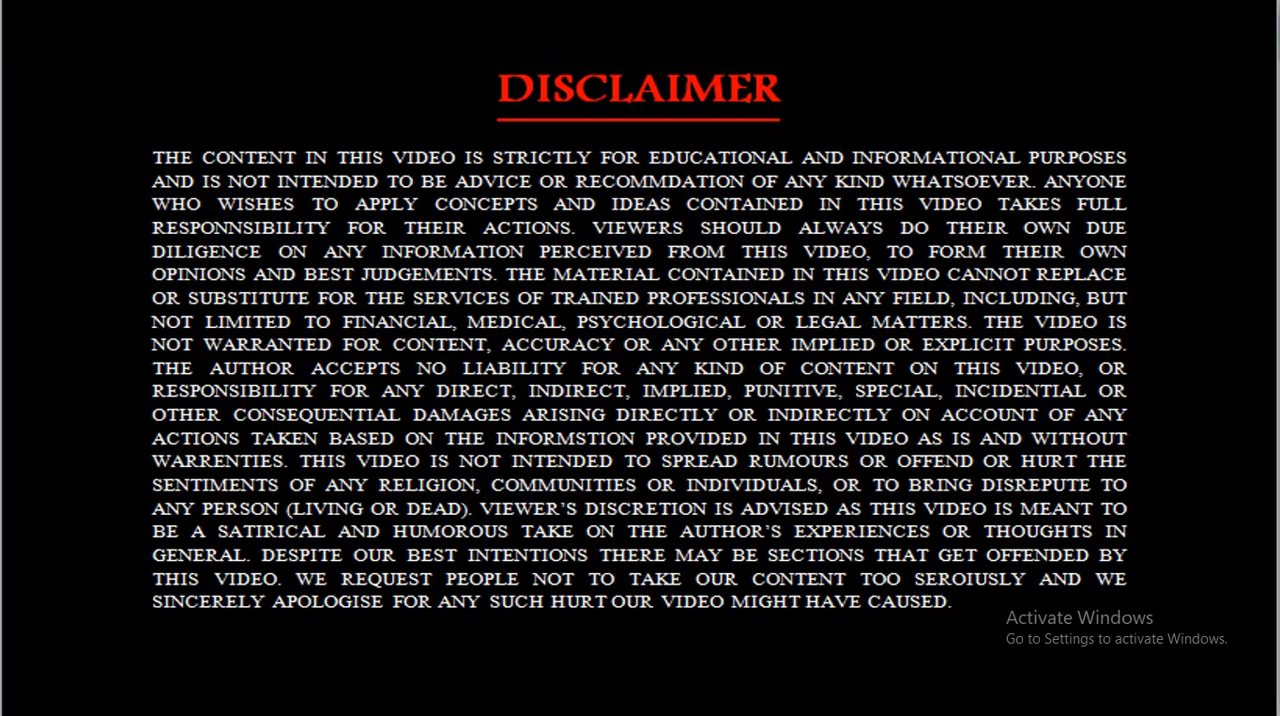 DISCLAIMER
THE CONTENT IN THIS VIDEO IS STRICTLY FOR EDUCATIONAL AND INFORMATIONAL PURPOSES
AND IS NOT INTENDED TO BE ADVICE OR RECOMMDATION OF ANY KIND WHATSOEVER. ANYONE
WHO WISHES TO APPLY CONCEPTS AND IDEAS CONTAINED IN THIS VIDEO TAKES FULL
RESPONNSIBILITY FOR THEIR ACTIONS. VIEWERS SHOULD ALWAYS DO THEIR OWN DUE
DILIGENCE ON ANY INFORMATION PERCEIVED FROM THIS VIDEO, TO FORM THEIR OWN
OPINIONS AND BEST JUDGEMENTS. THE MATERIAL CONTAINED IN THIS VIDEO CANNOT REPLACE
OR SUBSTITUTE FOR THE SERVICES OF TRAINED PROFESSIONALS IN ANY FIELD, INCLUDING, BUT
NOT LIMITED TO FINANCIAL, MEDICAL, PSYCHOLOGICAL OR LEGAL MATTERS. THE VIDEO IS
NOT WARRANTED FOR CONTENT, ACCURACY OR ANY OTHER IMPLIED OR EXPLICIT PURPOSES.
THE AUTHOR ACCEPTS NO LIABILITY FOR ANY KIND OF CONTENT ON THIS VIDEO, OR
RESPONSIBILITY FOR ANY DIRECT, INDIRECT, IMPLIED, PUNITIVE, SPECIAL, INCIDENTIAL OR
OTHER CONSEQUENTIAL DAMAGES ARISING DIRECTLY OR INDIRECTLY ON ACCOUNT OF ANY
ACTIONS TAKEN BASED ON THE INFORMSTION PROVIDED IN THIS VIDEO AS IS AND WITHOUT
WARRENTIES. THIS VIDEO IS NOT INTENDED TO SPREAD RUMOURS OR OFFEND OR HURT THE
SENTIMENTS OF ANY RELIGION, COMMUNITIES OR INDIVIDUALS, OR TO BRING DISREPUTE TO
ANY PERSON (LIVING OR DEAD). VIEWER'S DISCRETION IS ADVISED AS THIS VIDEO IS MEANT TO
BE A SATIRICAL AND HUMOROUS TAKE ON THE AUTHOR'S EXPERIENCES OR THOUGHTS IN
GENERAL. DESPITE OUR BEST INTENTIONS THERE MAY BE SECTIONS THAT GET OFFENDED BY
THIS VIDEO. WE REQUEST PEOPLE NOT TO TAKE OUR CONTENT TOO SEROIUSLY AND WE
SINCERELY APOLOGISE FOR ANY SUCH HURT OUR VIDEO MIGHT HAVE CAUSED.
Activate Windows
Go to Settings to activate Windows.